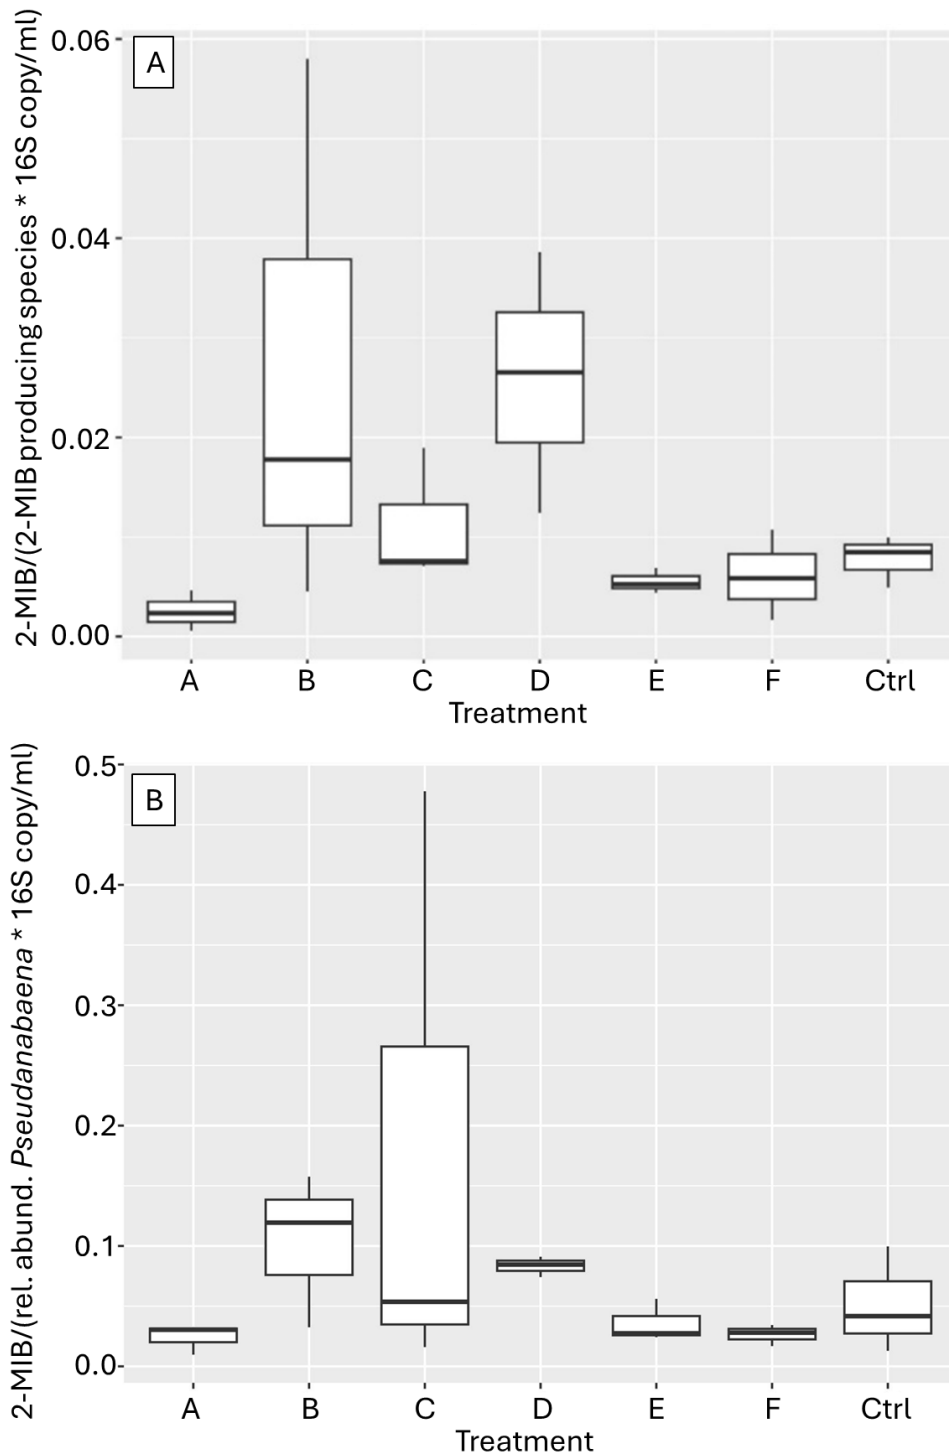 2-MIB/(2-MIB producing species * 16S copy/ml)
A
0.06
0.04
0.02
0.00
A B C D E F Ctrl
Treatment
2-MIB/(rel. abund. Pseudanabaena * 16S copy/ml)
B
0.5
0.4
0.3
0.2
0.1
0.0
A B C D E F Ctrl
Treatment